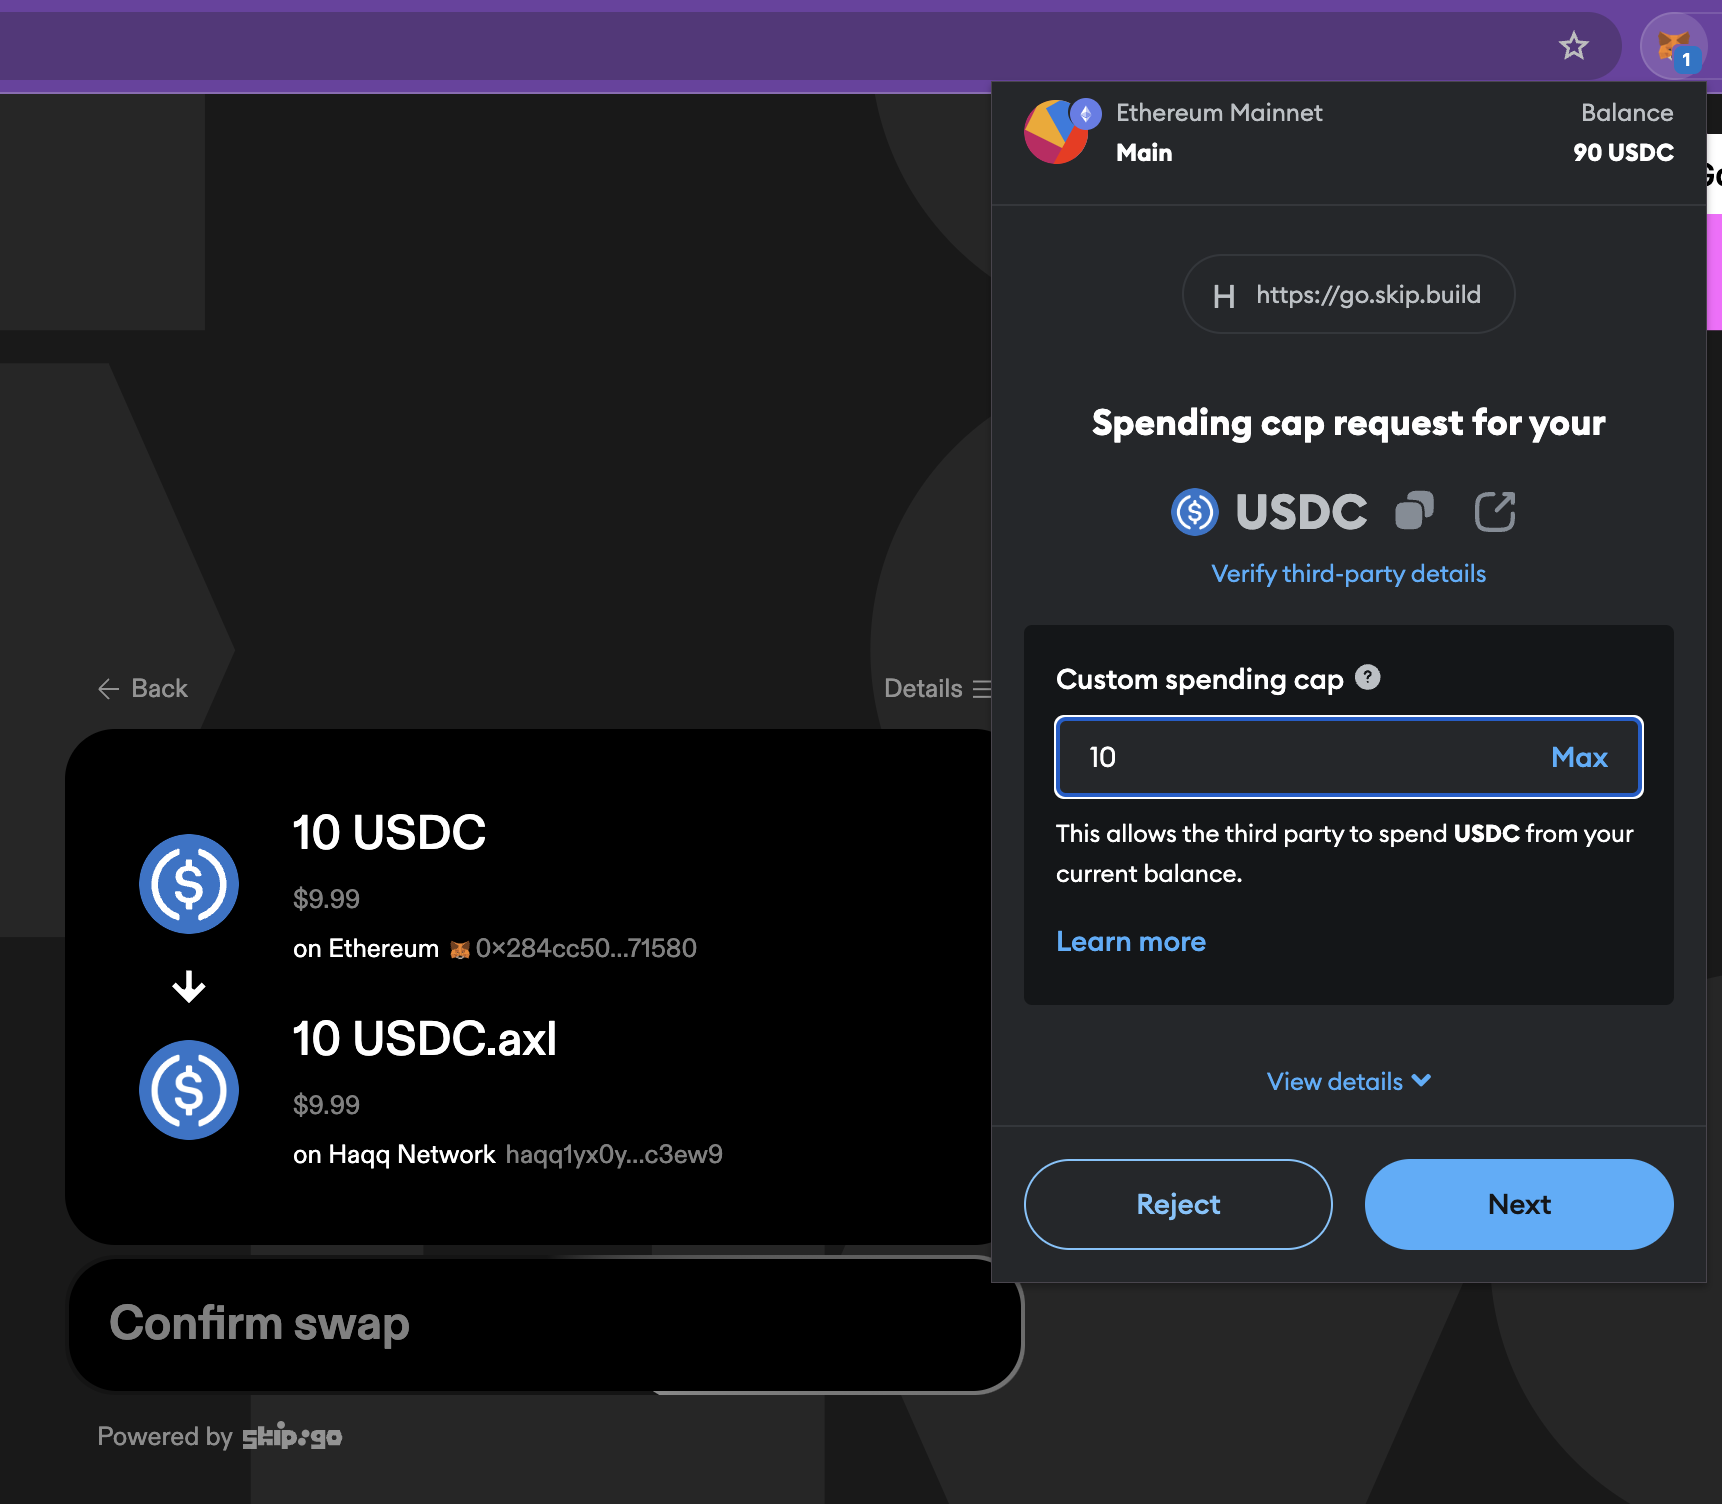 1
Ethereum Mainnet
Main
Balance
90 USDC
H https://go.skip.build
Spending cap request for your
USDC
Verify third-party details
Custom spending cap ?
10 Max
This allows the third party to spend USDC from your
current balance.
Learn more
View details
Reject Next
Back Details
10 USDC
$9.99
on Ethereum 0×284cc50...71580
10 USDC.axl
$9.99
on Haqq Network haqq1yx0y...c3ew9
Confirm swap
Powered by skip:go